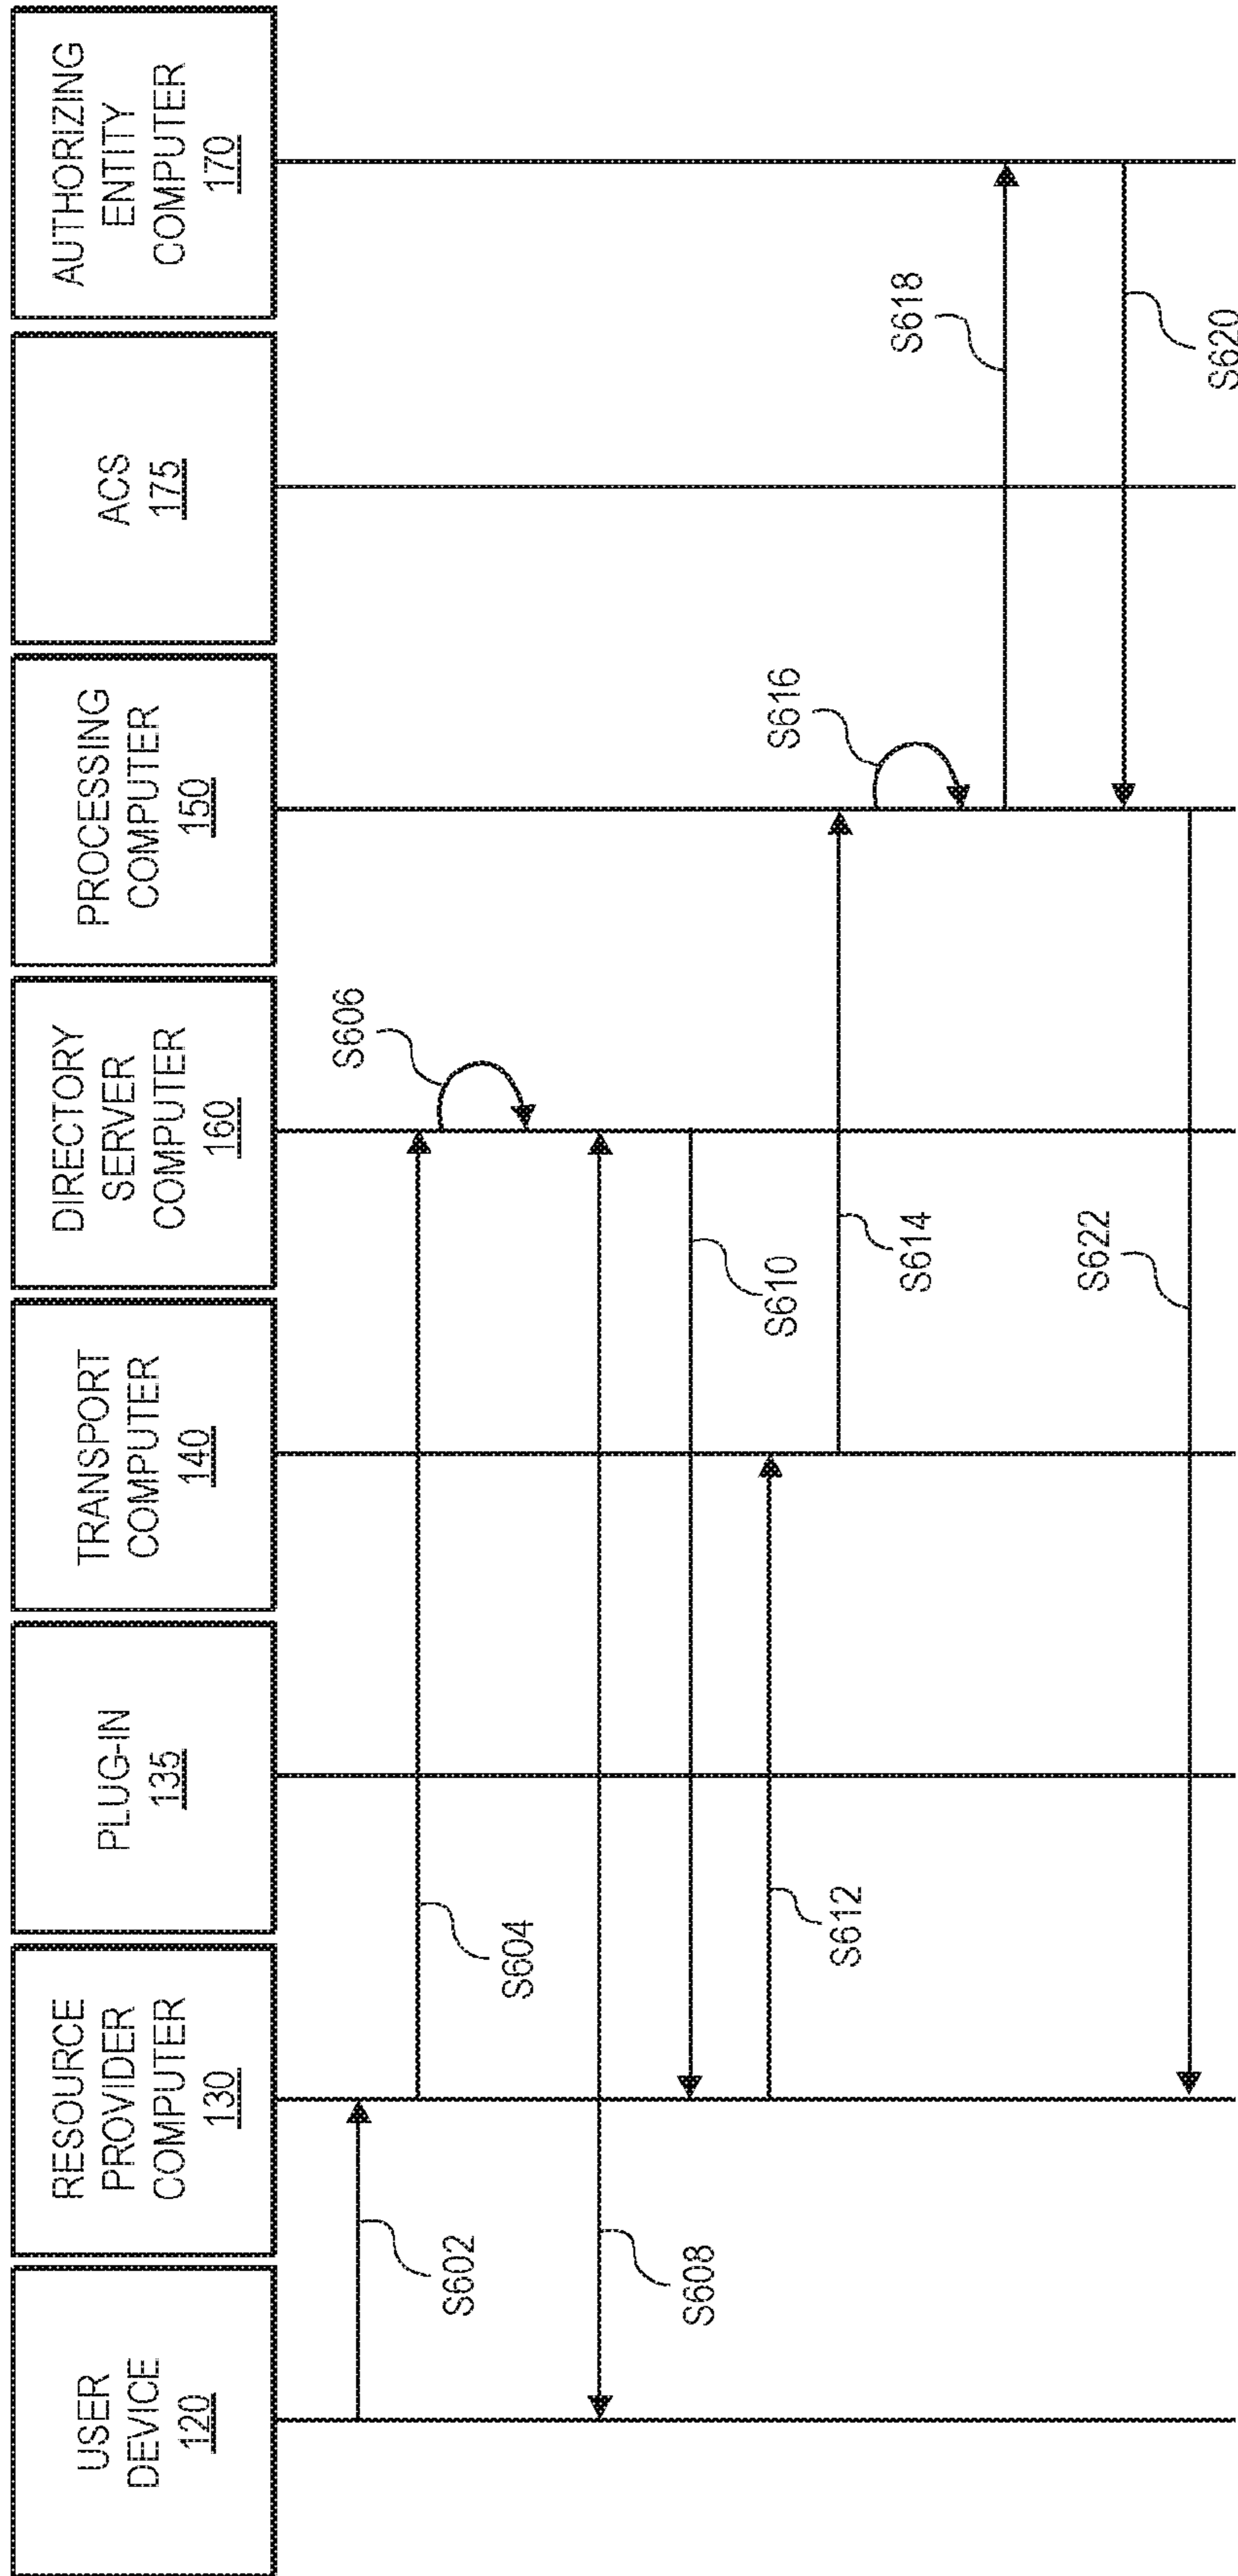 USER
DEVICE
120
RESOURCE
PROVIDER
COMPUTER
130
PLUG-IN
135
TRANSPORT
COMPUTER
140
DIRECTORY
SERVER
COMPUTER
160
PROCESSING
COMPUTER
150
ACS
175
AUTHORIZING
ENTITY
COMPUTER
170
S602
S604
S606
S608
S610
S612
S614
S616
S618
S620
S622